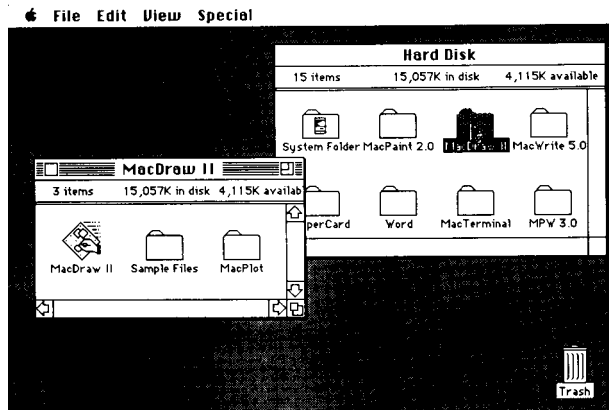 File Edit View Special
Hard Disk
15 items 15,057K in disk 4,115K available
System Folder MacPaint 2.0 MacDraw II MacWrite 5.0
perCard Word MacTerminal MPW 3.0
MacDraw II
3 items 15,057K in disk 4,115K availab
MacDraw II Sample Files MacPlot
Trash